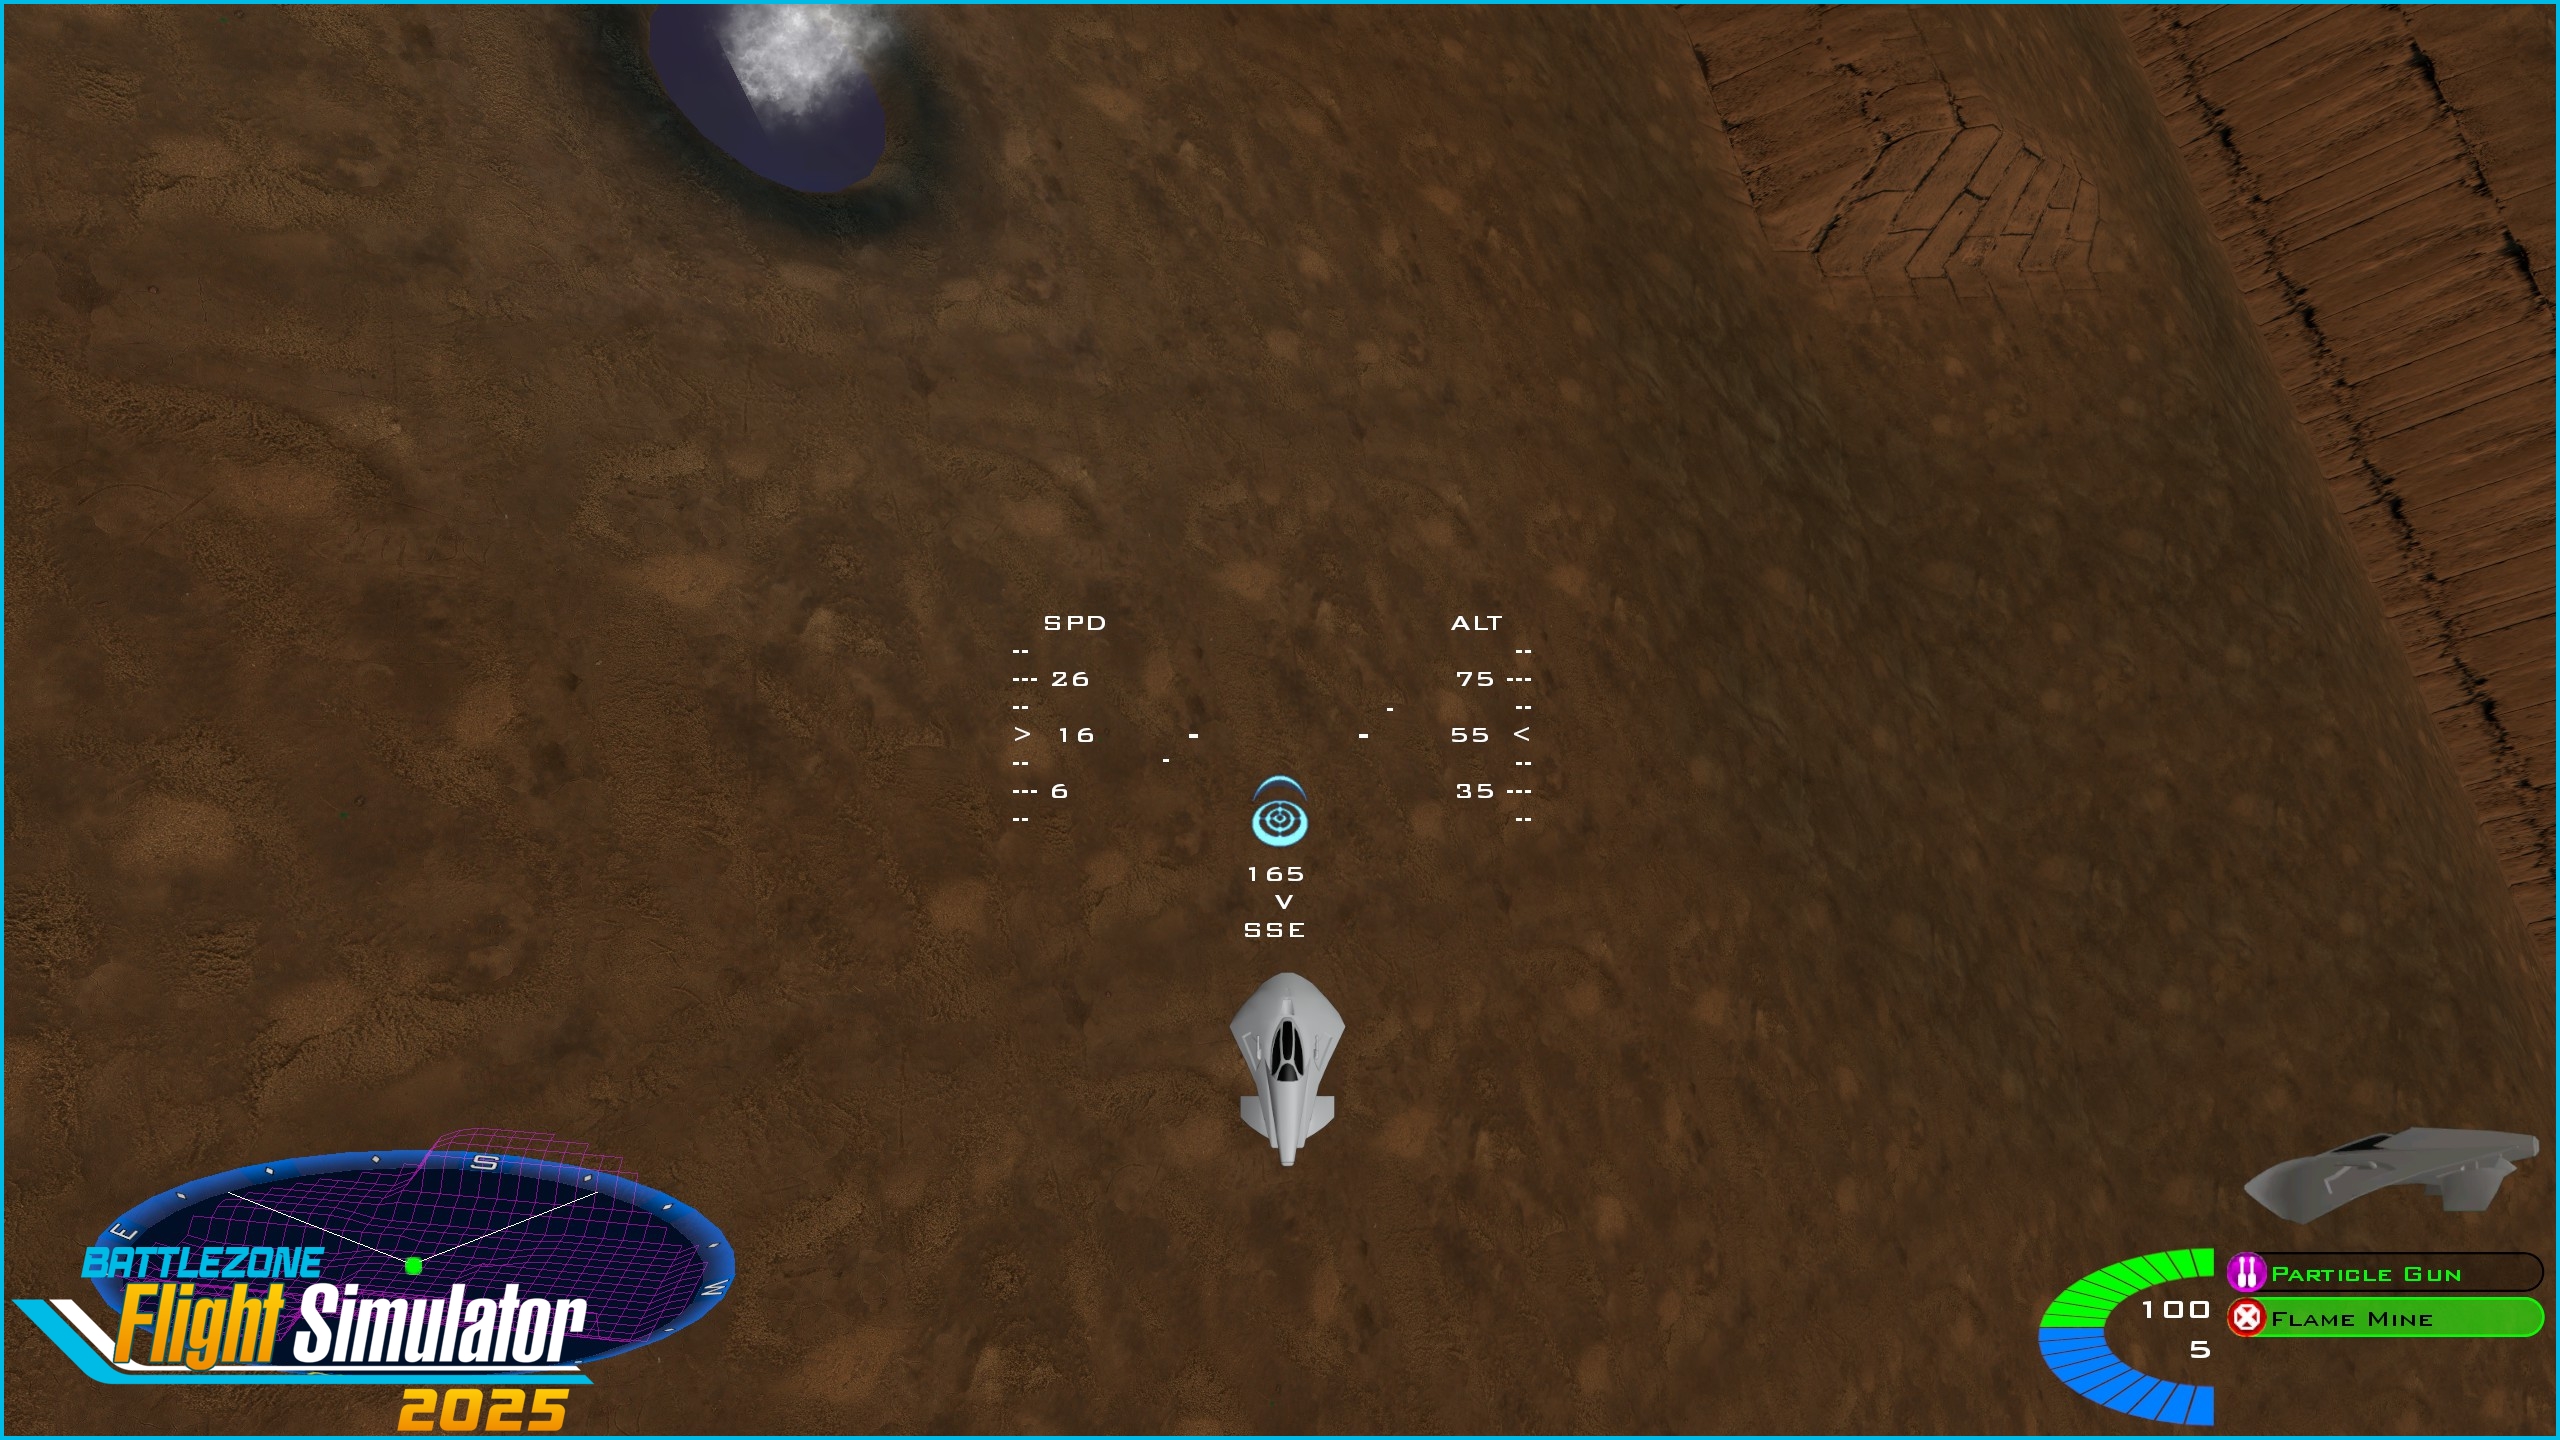 SPD
ALT
--
--
--- 26
75 ---
--
--
> 16
55 <
--
--
--- 6
35 ---
--
--
165
V
SSE
S
E
W
BATTLEZONE
Flight Simulator
2025
Particle Gun
100
Flame Mine
5